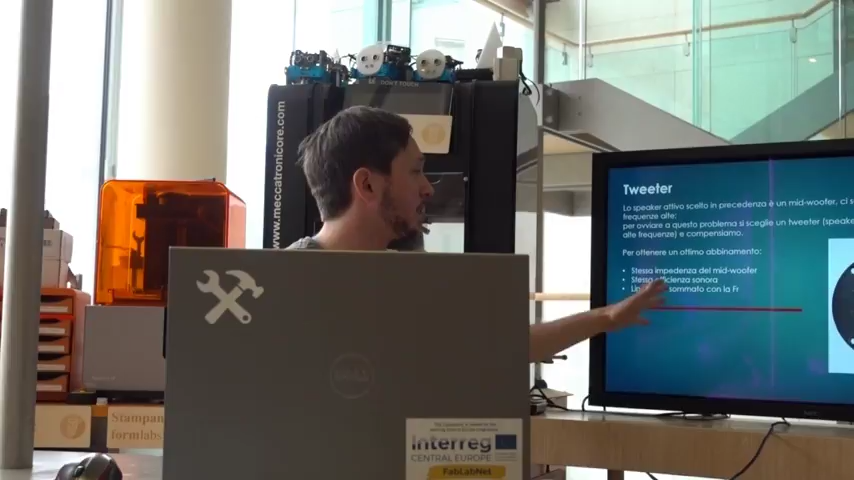 DON'T TOUCH
www.meccatronicore.com
Tweeter
Lo speaker attivo scelto in precedenza è un mid-woofer, ci s
frequenze alte:
per ovviare a questo problema si sceglie un tweeter (speake
alte frequenze) e compensiamo.
Per ottenere un ottimo abbinamento:
• Stessa impedenza del mid-woofer
• Stessa efficienza sonora
• sommato con la Fr
DELL
Stampan
formlabs
Interreg
CENTRAL EUROPE
FabLabNet